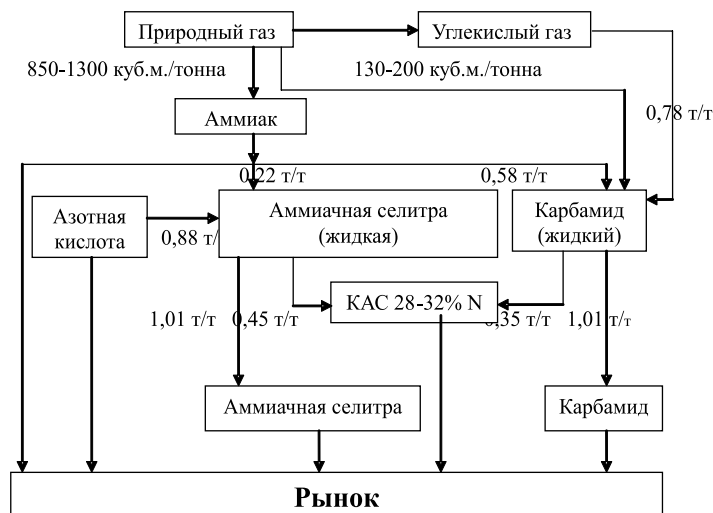 Природный газ
Углекислый газ
850-1300 куб.м./тонна
130-200 куб.м./тонна
0,78 т/т
Аммиак
0,22 т/т
0,58 т/т
Азотная
кислота
0,88 т/
Аммиачная селитра
(жидкая)
Карбамид
(жидкий)
КАС 28-32% N
1,01 т/т
0,45 т/т
0,35 т/т
1,01 т/т
Аммиачная селитра
Карбамид
Рынок